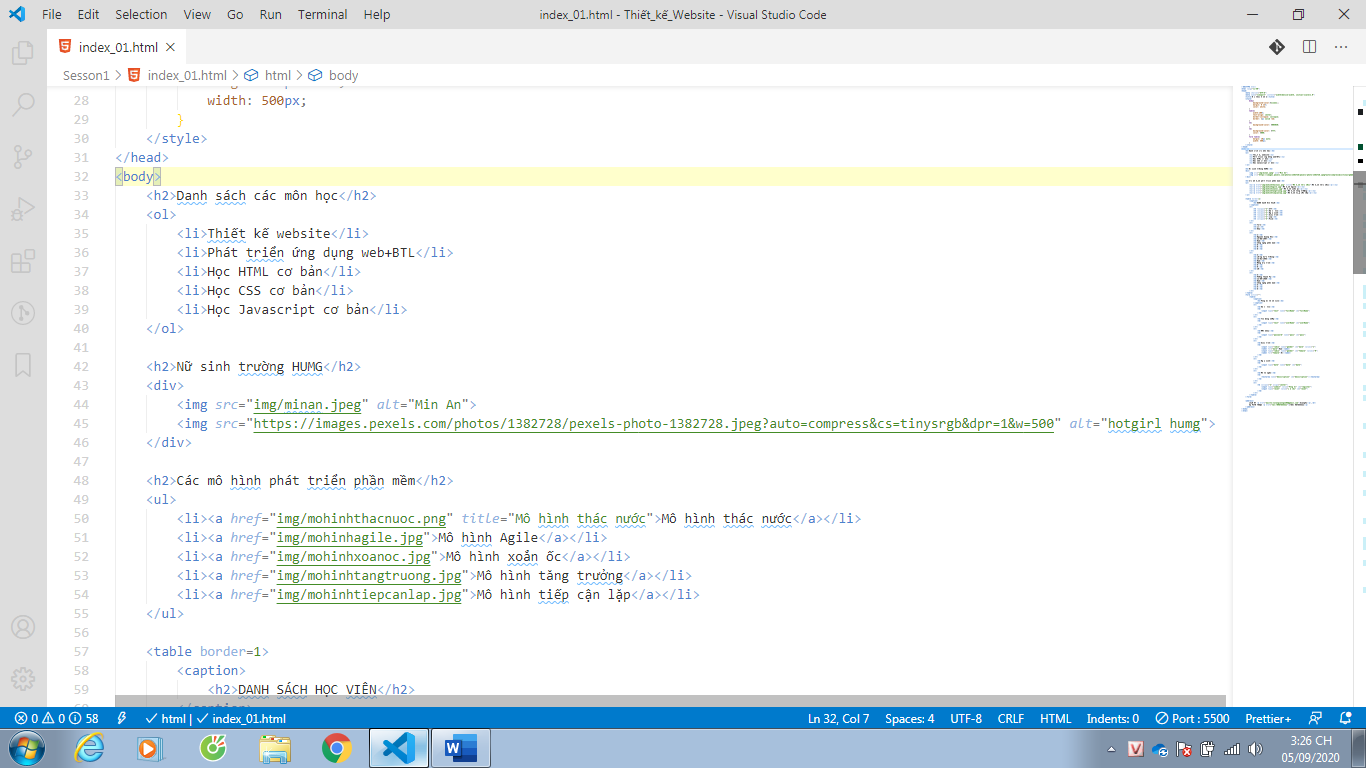 File Edit Selection View Go Run Terminal Help index_01.html - Thiết_kế_Website - Visual Studio Code
index_01.html
Sesson1 > index_01.html > html > body
28 width: 500px;
29 }
30 </style>
31 </head>
32 <body>
33 <h2>Danh sách các môn học</h2>
34 <ol>
35 <li>Thiết kế website</li>
36 <li>Phát triển ứng dụng web+BTL</li>
37 <li>Học HTML cơ bản</li>
38 <li>Học CSS cơ bản</li>
39 <li>Học Javascript cơ bản</li>
40 </ol>
41
42 <h2>Nữ sinh trường HUMG</h2>
43 <div>
44 <img src="img/minan.jpeg" alt="Min An">
45 <img src="https://images.pexels.com/photos/1382728/pexels-photo-1382728.jpeg?auto=compress&cs=tinysrgb&dpr=1&w=500" alt="hotgirl humg">
46 </div>
47
48 <h2>Các mô hình phát triển phần mềm</h2>
49 <ul>
50 <li><a href="img/mohinhthacnuoc.png" title="Mô hình thác nước">Mô hình thác nước</a></li>
51 <li><a href="img/mohinhagile.jpg">Mô hình Agile</a></li>
52 <li><a href="img/mohinhxoanoc.jpg">Mô hình xoắn ốc</a></li>
53 <li><a href="img/mohinhtangtruong.jpg">Mô hình tăng trưởng</a></li>
54 <li><a href="img/mohinhtiepcanlap.jpg">Mô hình tiếp cận lặp</a></li>
55 </ul>
56
57 <table border=1>
58 <caption>
59 <h2>DANH SÁCH HỌC VIÊN</h2>
0 0 58 html | index_01.html Ln 32, Col 7 Spaces: 4 UTF-8 CRLF HTML Indents: 0 Port : 5500 Prettier+
3:26 CH
05/09/2020